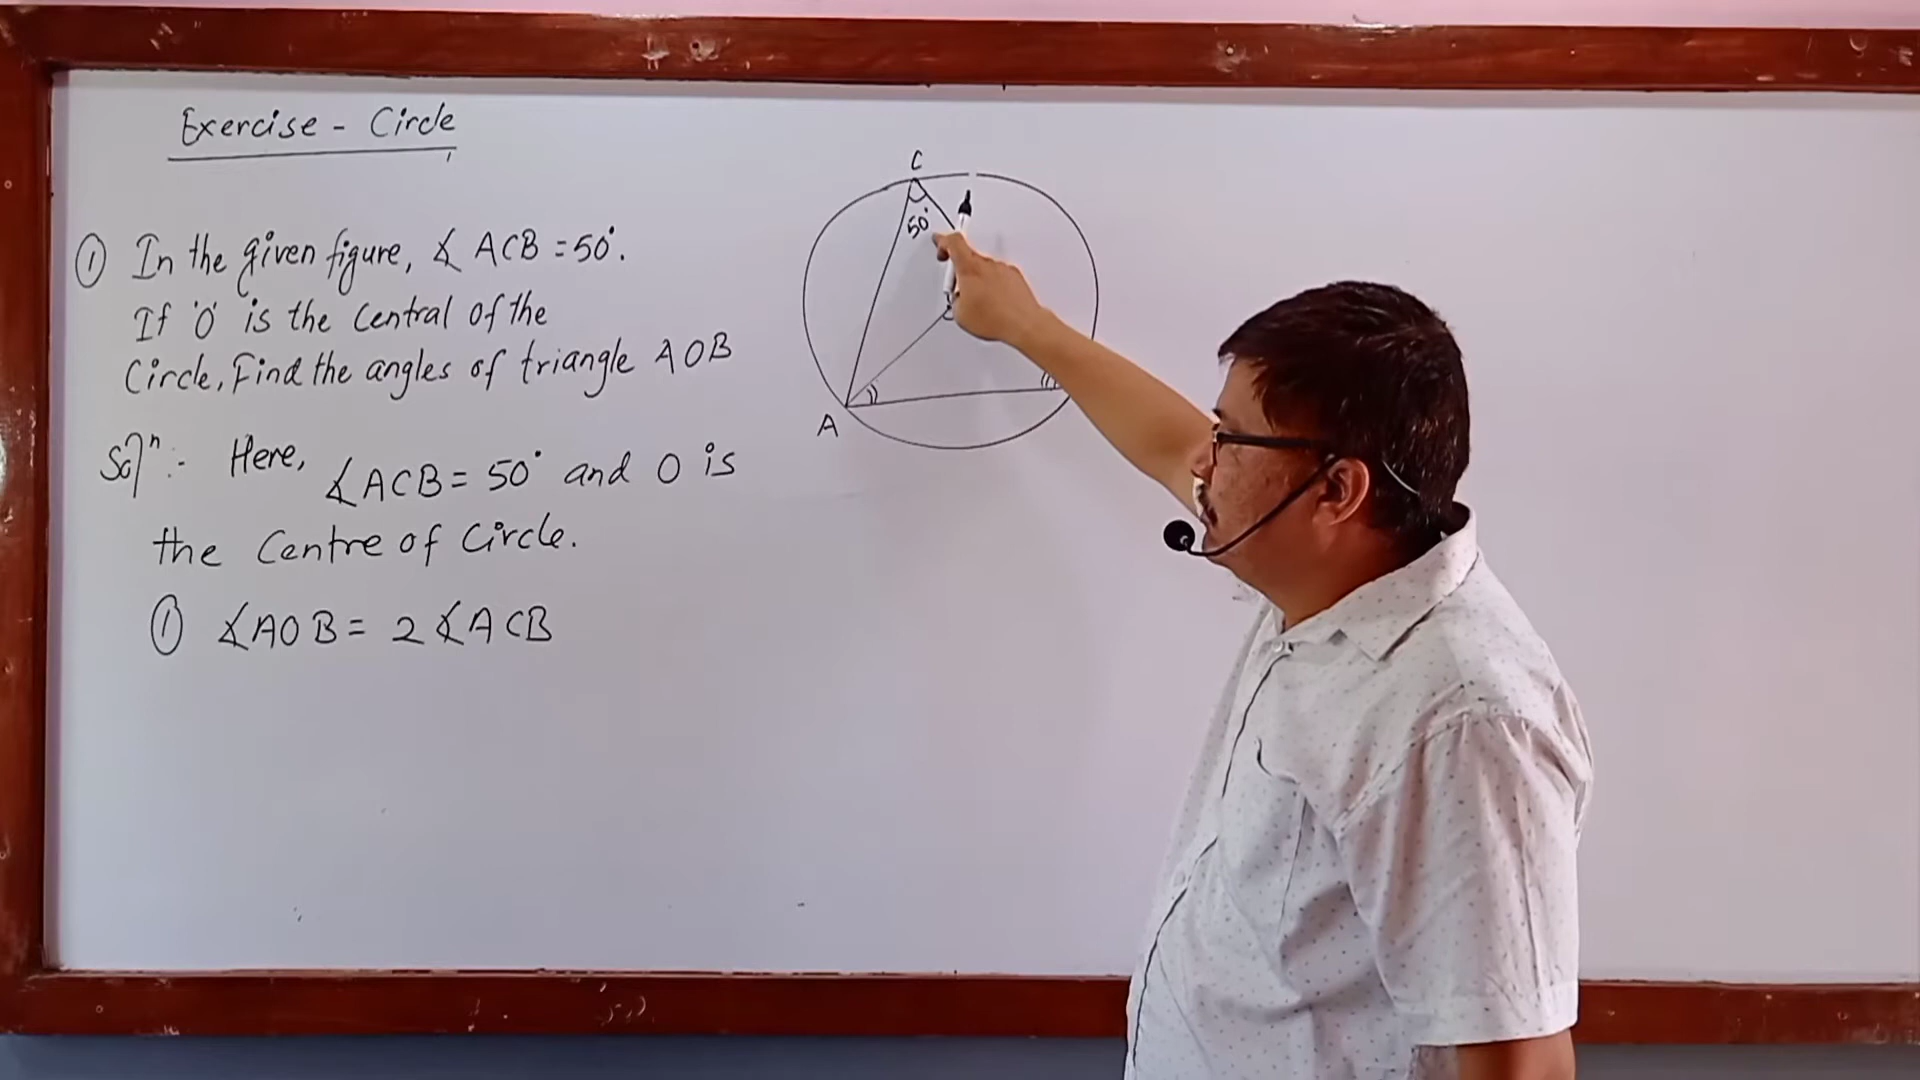 Exercise - Circle
① In the given figure, ∡ ACB = 50°.
If 'O' is the central of the
Circle, Find the angles of triangle AOB
Solⁿ:- Here, ∡ACB = 50° and O is
the Centre of Circle.
① ∡AOB = 2 ∡ACB
C
50°
A